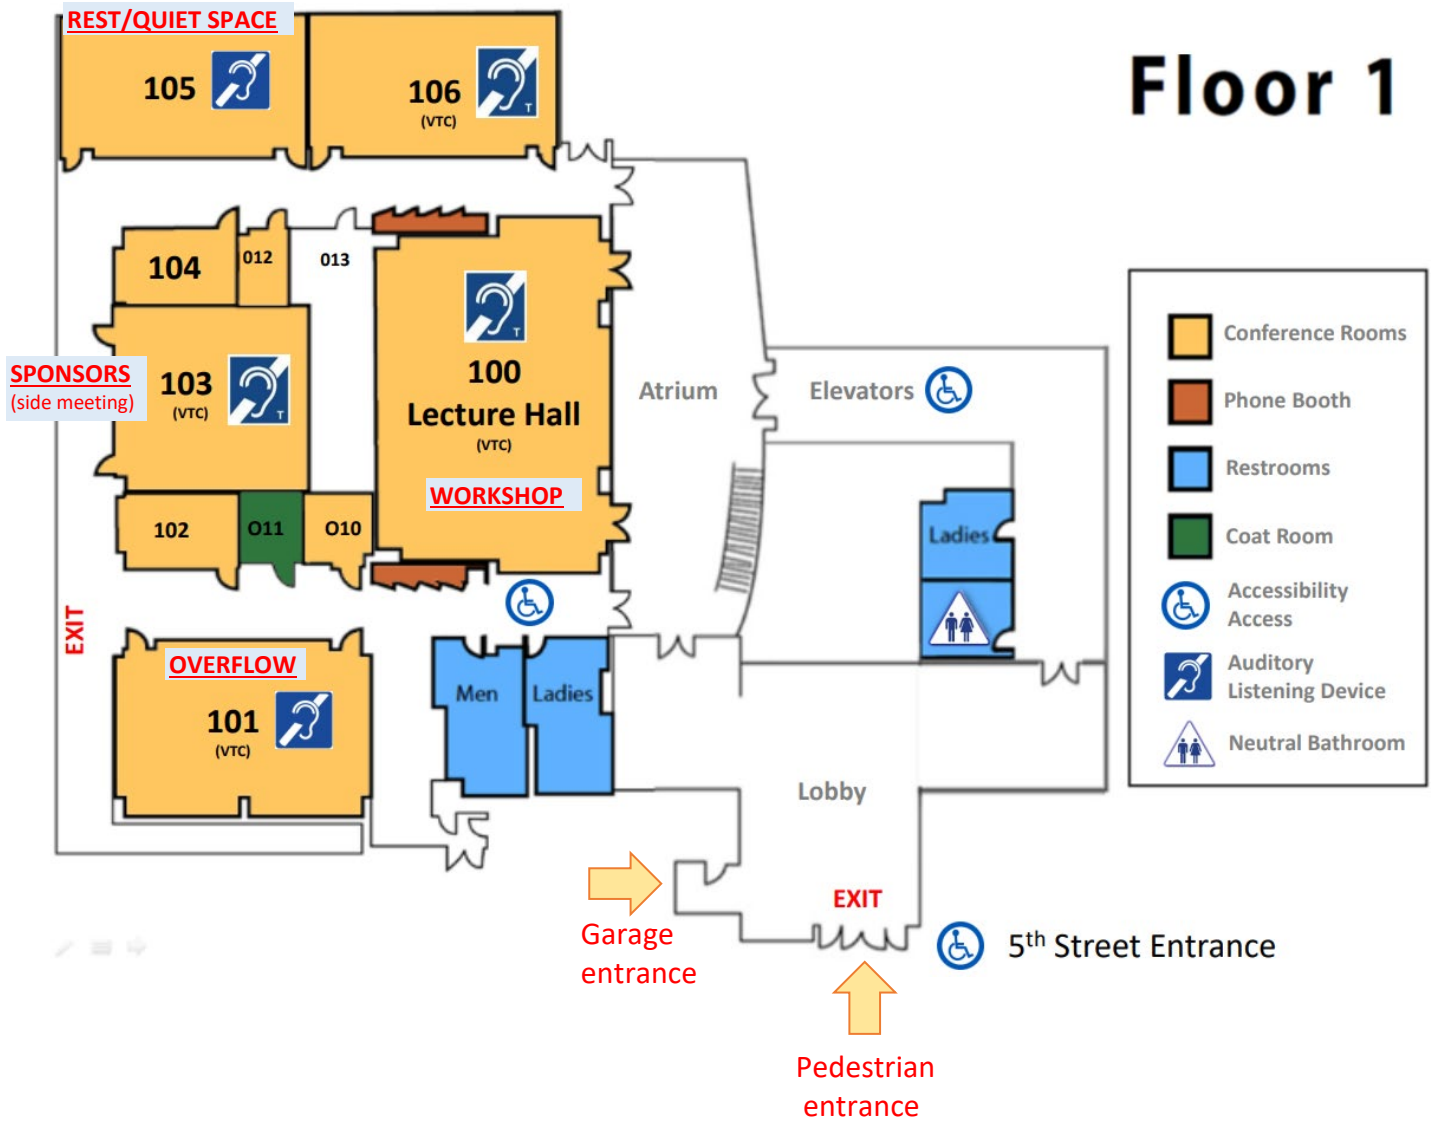 REST/QUIET SPACE
Floor 1
105
106
(VTC)
T
104
012
013
T
100
Lecture Hall
(VTC)
WORKSHOP
SPONSORS
(side meeting)
103
(VTC)
T
Atrium
Elevators
102
O11
O10
Ladies
EXIT
OVERFLOW
101
(VTC)
Men
Ladies
Lobby
EXIT
Garage
entrance
5th Street Entrance
Pedestrian
entrance
Conference Rooms
Phone Booth
Restrooms
Coat Room
Accessibility
Access
Auditory
Listening Device
Neutral Bathroom